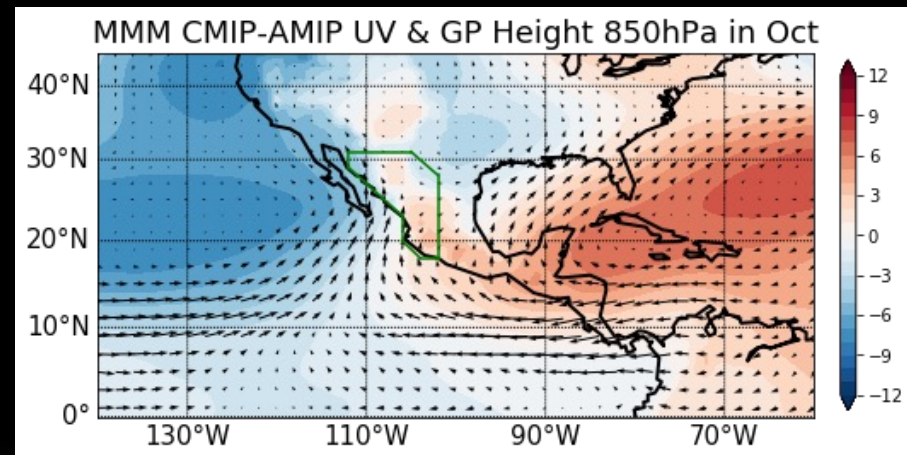 MMM CMIP-AMIP UV & GP Height 850hPa in Oct
40°N
30°N
20°N
10°N
0°
130°W
110°W
90°W
70°W
12
9
6
3
0
−3
−6
−9
−12